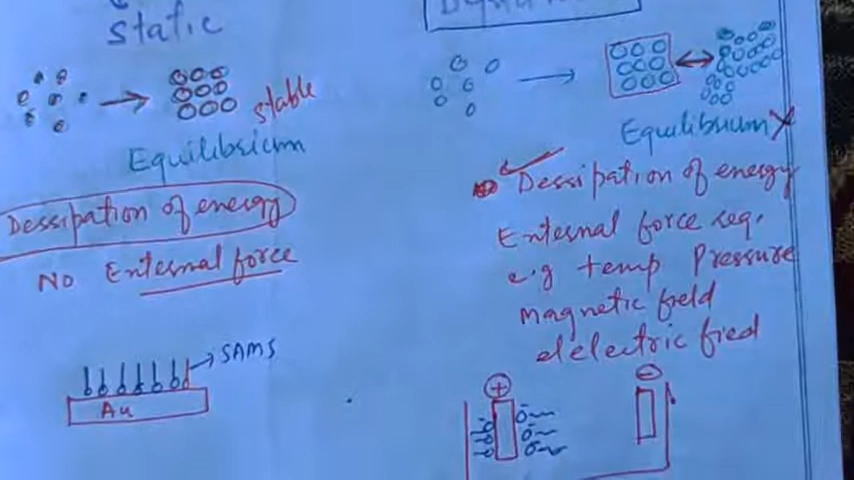 static
stable
Equilibrium
Dessipation of energy
No External force
SAMS
Au
Equilibrium X
Dessipation of energy
External force req.
e.g temp Pressure
Magnetic field
elelectric fied
+
-